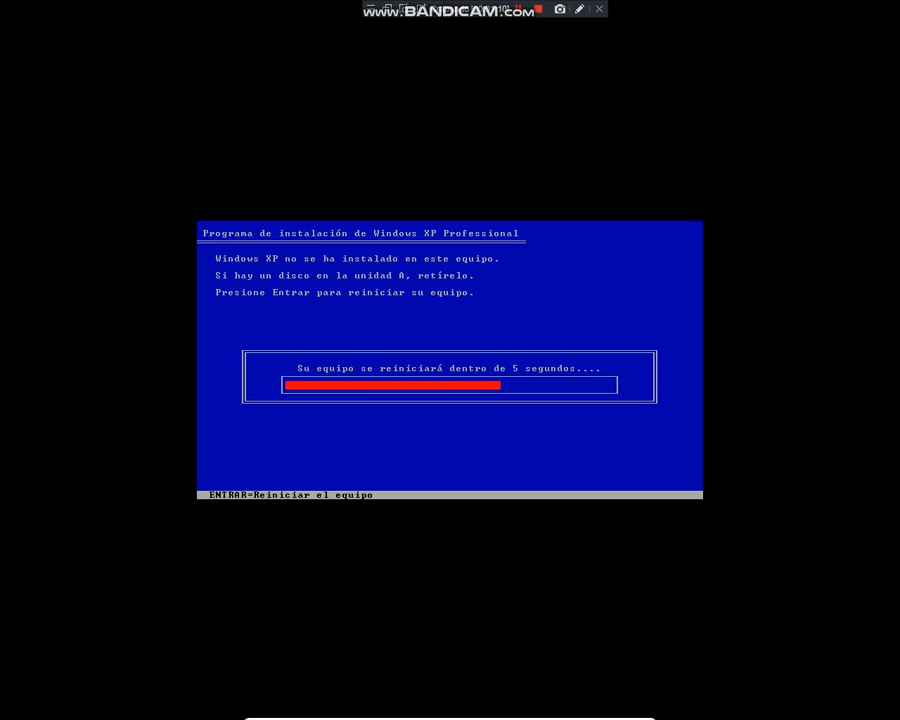 www.BANDICAM.com
Programa de instalación de Windows XP Professional
Windows XP no se ha instalado en este equipo.
Si hay un disco en la unidad A, retírelo.
Presione Entrar para reiniciar su equipo.
Su equipo se reiniciará dentro de 5 segundos....
ENTRAR=Reiniciar el equipo